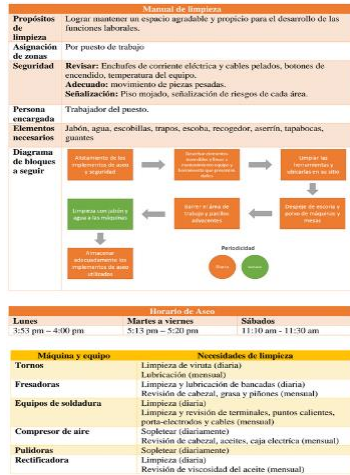 Manual de limpieza
Propósitos de limpieza
Lograr mantener un espacio agradable y propicio para el desarrollo de las funciones laborales.
Asignación de zonas
Por puesto de trabajo
Seguridad
Revisar: Enchufes de corriente eléctrica y cables pelados, botones de encendido, temperatura del equipo.
Adecuado: movimiento de piezas pesadas.
Señalización: Piso mojado, señalización de riesgos de cada área.
Persona encargada
Trabajador del puesto.
Elementos necesarios
Jabón, agua, escobillas, trapos, escoba, recogedor, aserrín, tapabocas, guantes
Diagrama de bloques a seguir
Alistamiento de los implementos de aseo y seguridad
Limpiar las herramientas y ubicarlas en su sitio
Despeje de escoria y polvo de máquinas y mesas
Barrer el área de trabajo y pasillos adyacentes
Limpieza con jabón y agua a las máquinas
Almacenar adecuadamente los implementos de aseo utilizados
Periodicidad
Horario de Aseo
Lunes Martes a viernes Sábados
3:53 pm – 4:00 pm 5:13 pm – 5:20 pm 11:10 am - 11:30 am
Máquina y equipo Necesidades de limpieza
Tornos Limpieza de viruta (diaria)
Lubricación (mensual)
Fresadoras Limpieza y lubricación de bancadas (diaria)
Revisión de cabezal, grasa y piñones (mensual)
Equipos de soldadura Limpieza (diaria)
Limpieza y revisión de terminales, puntos calientes,
porta-electrodos y cables (mensual)
Compresor de aire Sopletear (diariamente)
Revisión de cabezal, aceites, caja electrica (mensual)
Pulidoras Sopletear (diariamente)
Rectificadora Limpieza (diaria)
Revisión de viscosidad del aceite (mensual)